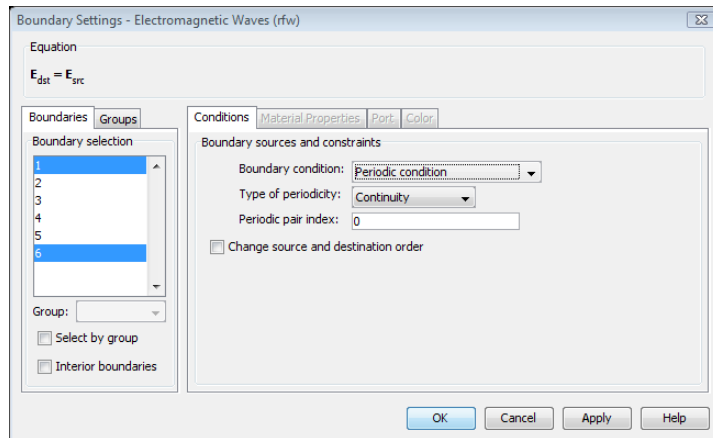 Boundary Settings - Electromagnetic Waves (rfw)
Equation
E_dst = E_src
Boundaries Groups
Conditions Material Properties Port Color
Boundary selection
1
2
3
4
5
6
Group:
Select by group
Interior boundaries
Boundary sources and constraints
Boundary condition: Periodic condition
Type of periodicity: Continuity
Periodic pair index: 0
Change source and destination order
OK Cancel Apply Help